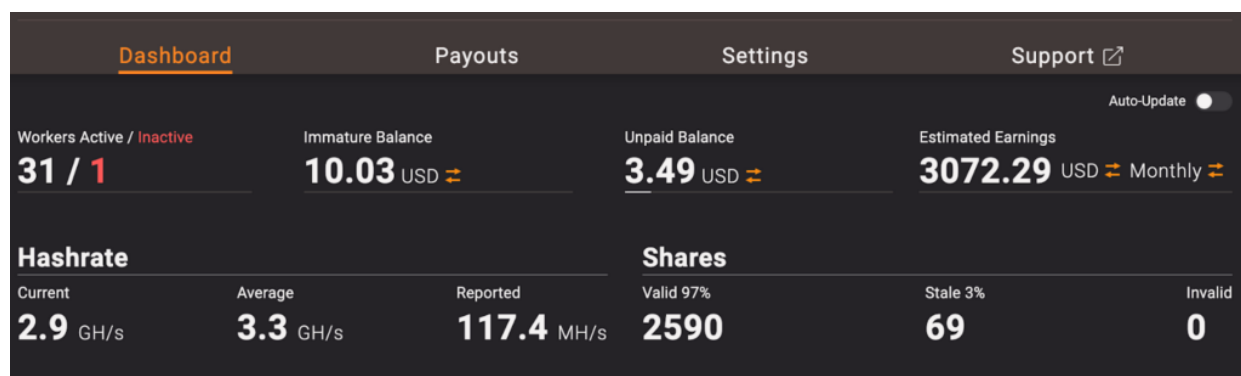 Dashboard Payouts Settings Support
Auto-Update
Workers Active / Inactive Immature Balance Unpaid Balance Estimated Earnings
31 / 1 10.03 USD 3.49 USD 3072.29 USD Monthly
Hashrate Shares
Current Average Reported Valid 97% Stale 3% Invalid
2.9 GH/s 3.3 GH/s 117.4 MH/s 2590 69 0